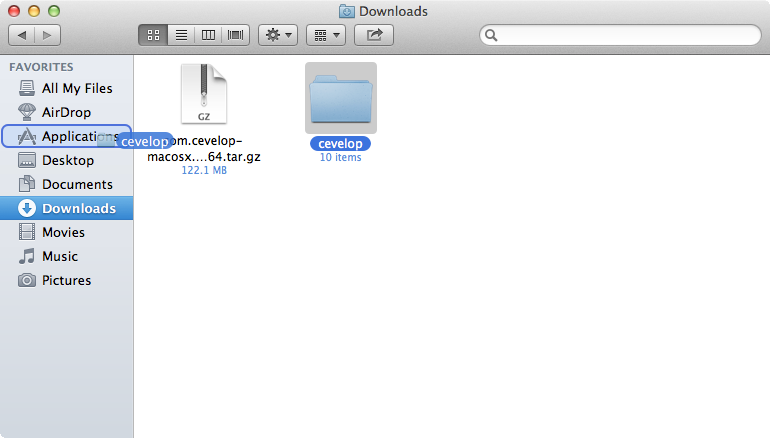 Downloads
FAVORITES
All My Files
AirDrop
Applications
cevelop
Desktop
Documents
Downloads
Movies
Music
Pictures
GZ
om.cevelop-
macosx....64.tar.gz
122.1 MB
cevelop
10 items